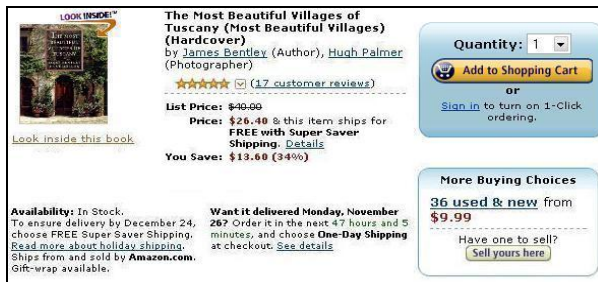 LOOK INSIDE!™
THE MOST
BEAUTIFUL
VILLAGES OF
TUSCANY
Look inside this book
The Most Beautiful Villages of
Tuscany (Most Beautiful Villages)
(Hardcover)
by James Bentley (Author), Hugh Palmer
(Photographer)
(17 customer reviews)
List Price: $40.00
Price: $26.40 & this item ships for
FREE with Super Saver
Shipping. Details
You Save: $13.60 (34%)
Availability: In Stock.
To ensure delivery by December 24,
choose FREE Super Saver Shipping.
Read more about holiday shipping.
Ships from and sold by Amazon.com.
Gift-wrap available.
Want it delivered Monday, November
26? Order it in the next 47 hours and 5
minutes, and choose One-Day Shipping
at checkout. See details
Quantity: 1
Add to Shopping Cart
or
Sign in to turn on 1-Click
ordering.
More Buying Choices
36 used & new from
$9.99
Have one to sell?
Sell yours here